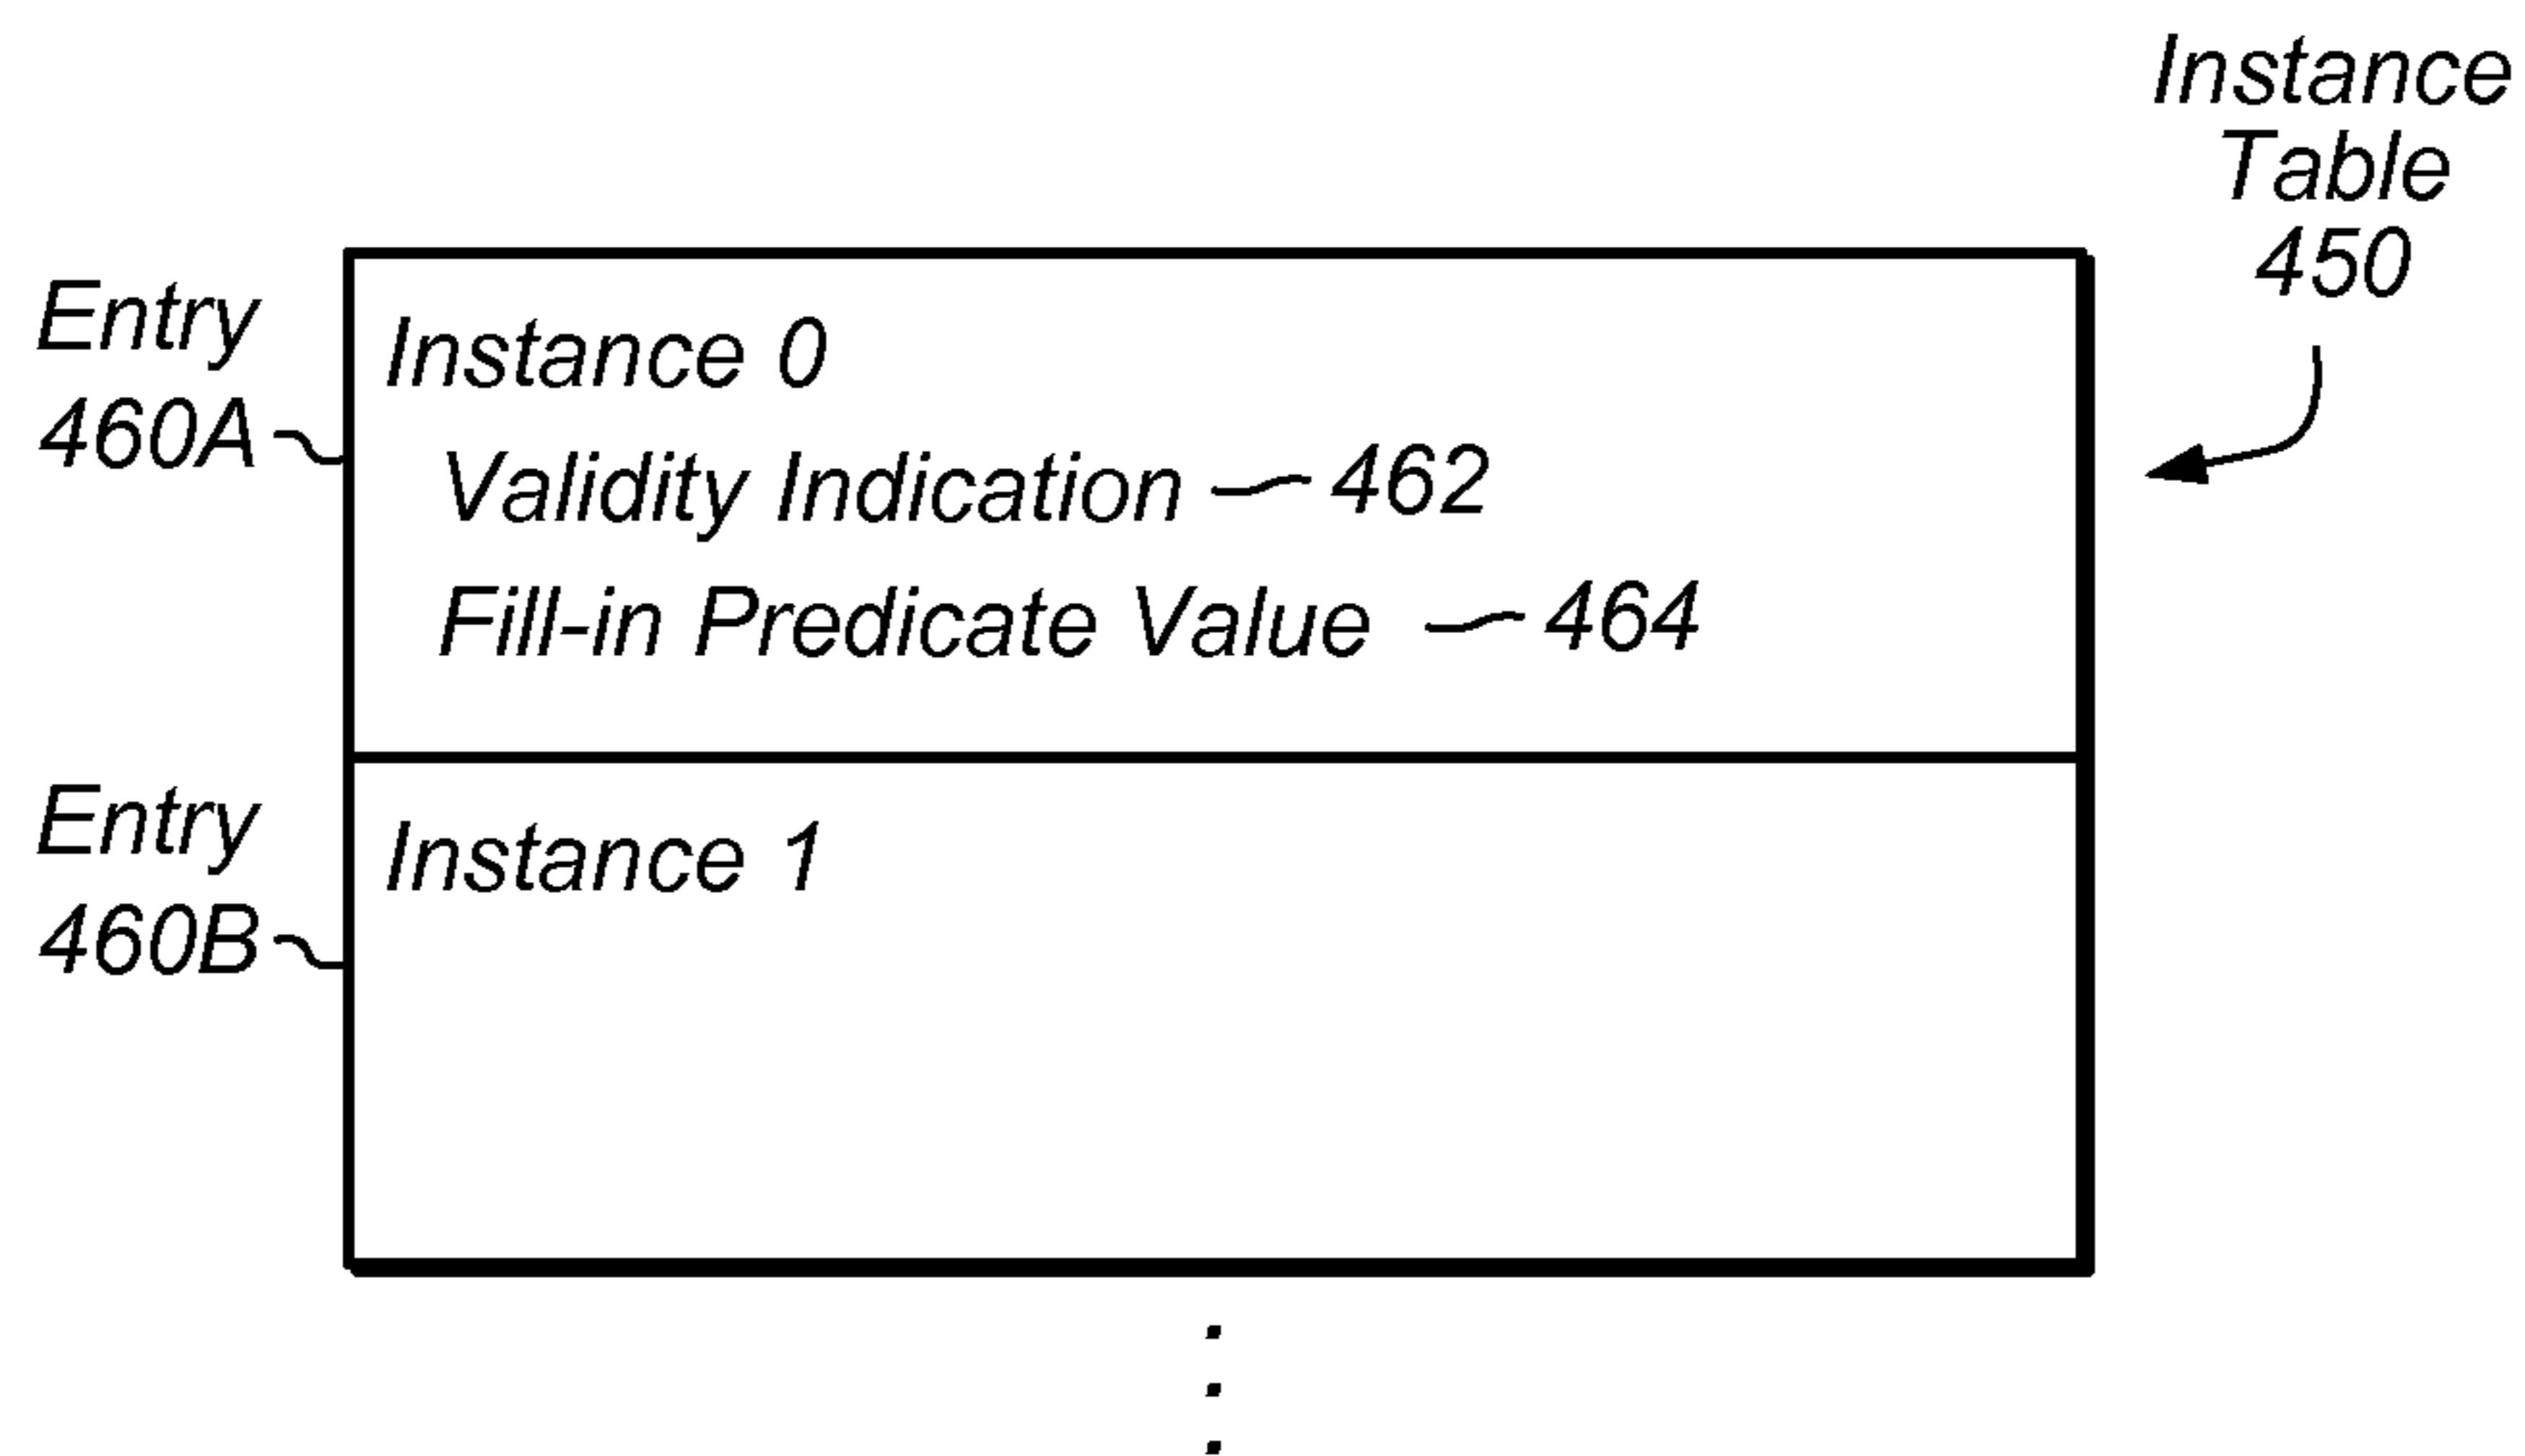 Instance
Table
450
Entry
460A
Instance 0
Validity Indication 462
Fill-in Predicate Value 464
Entry
460B
Instance 1